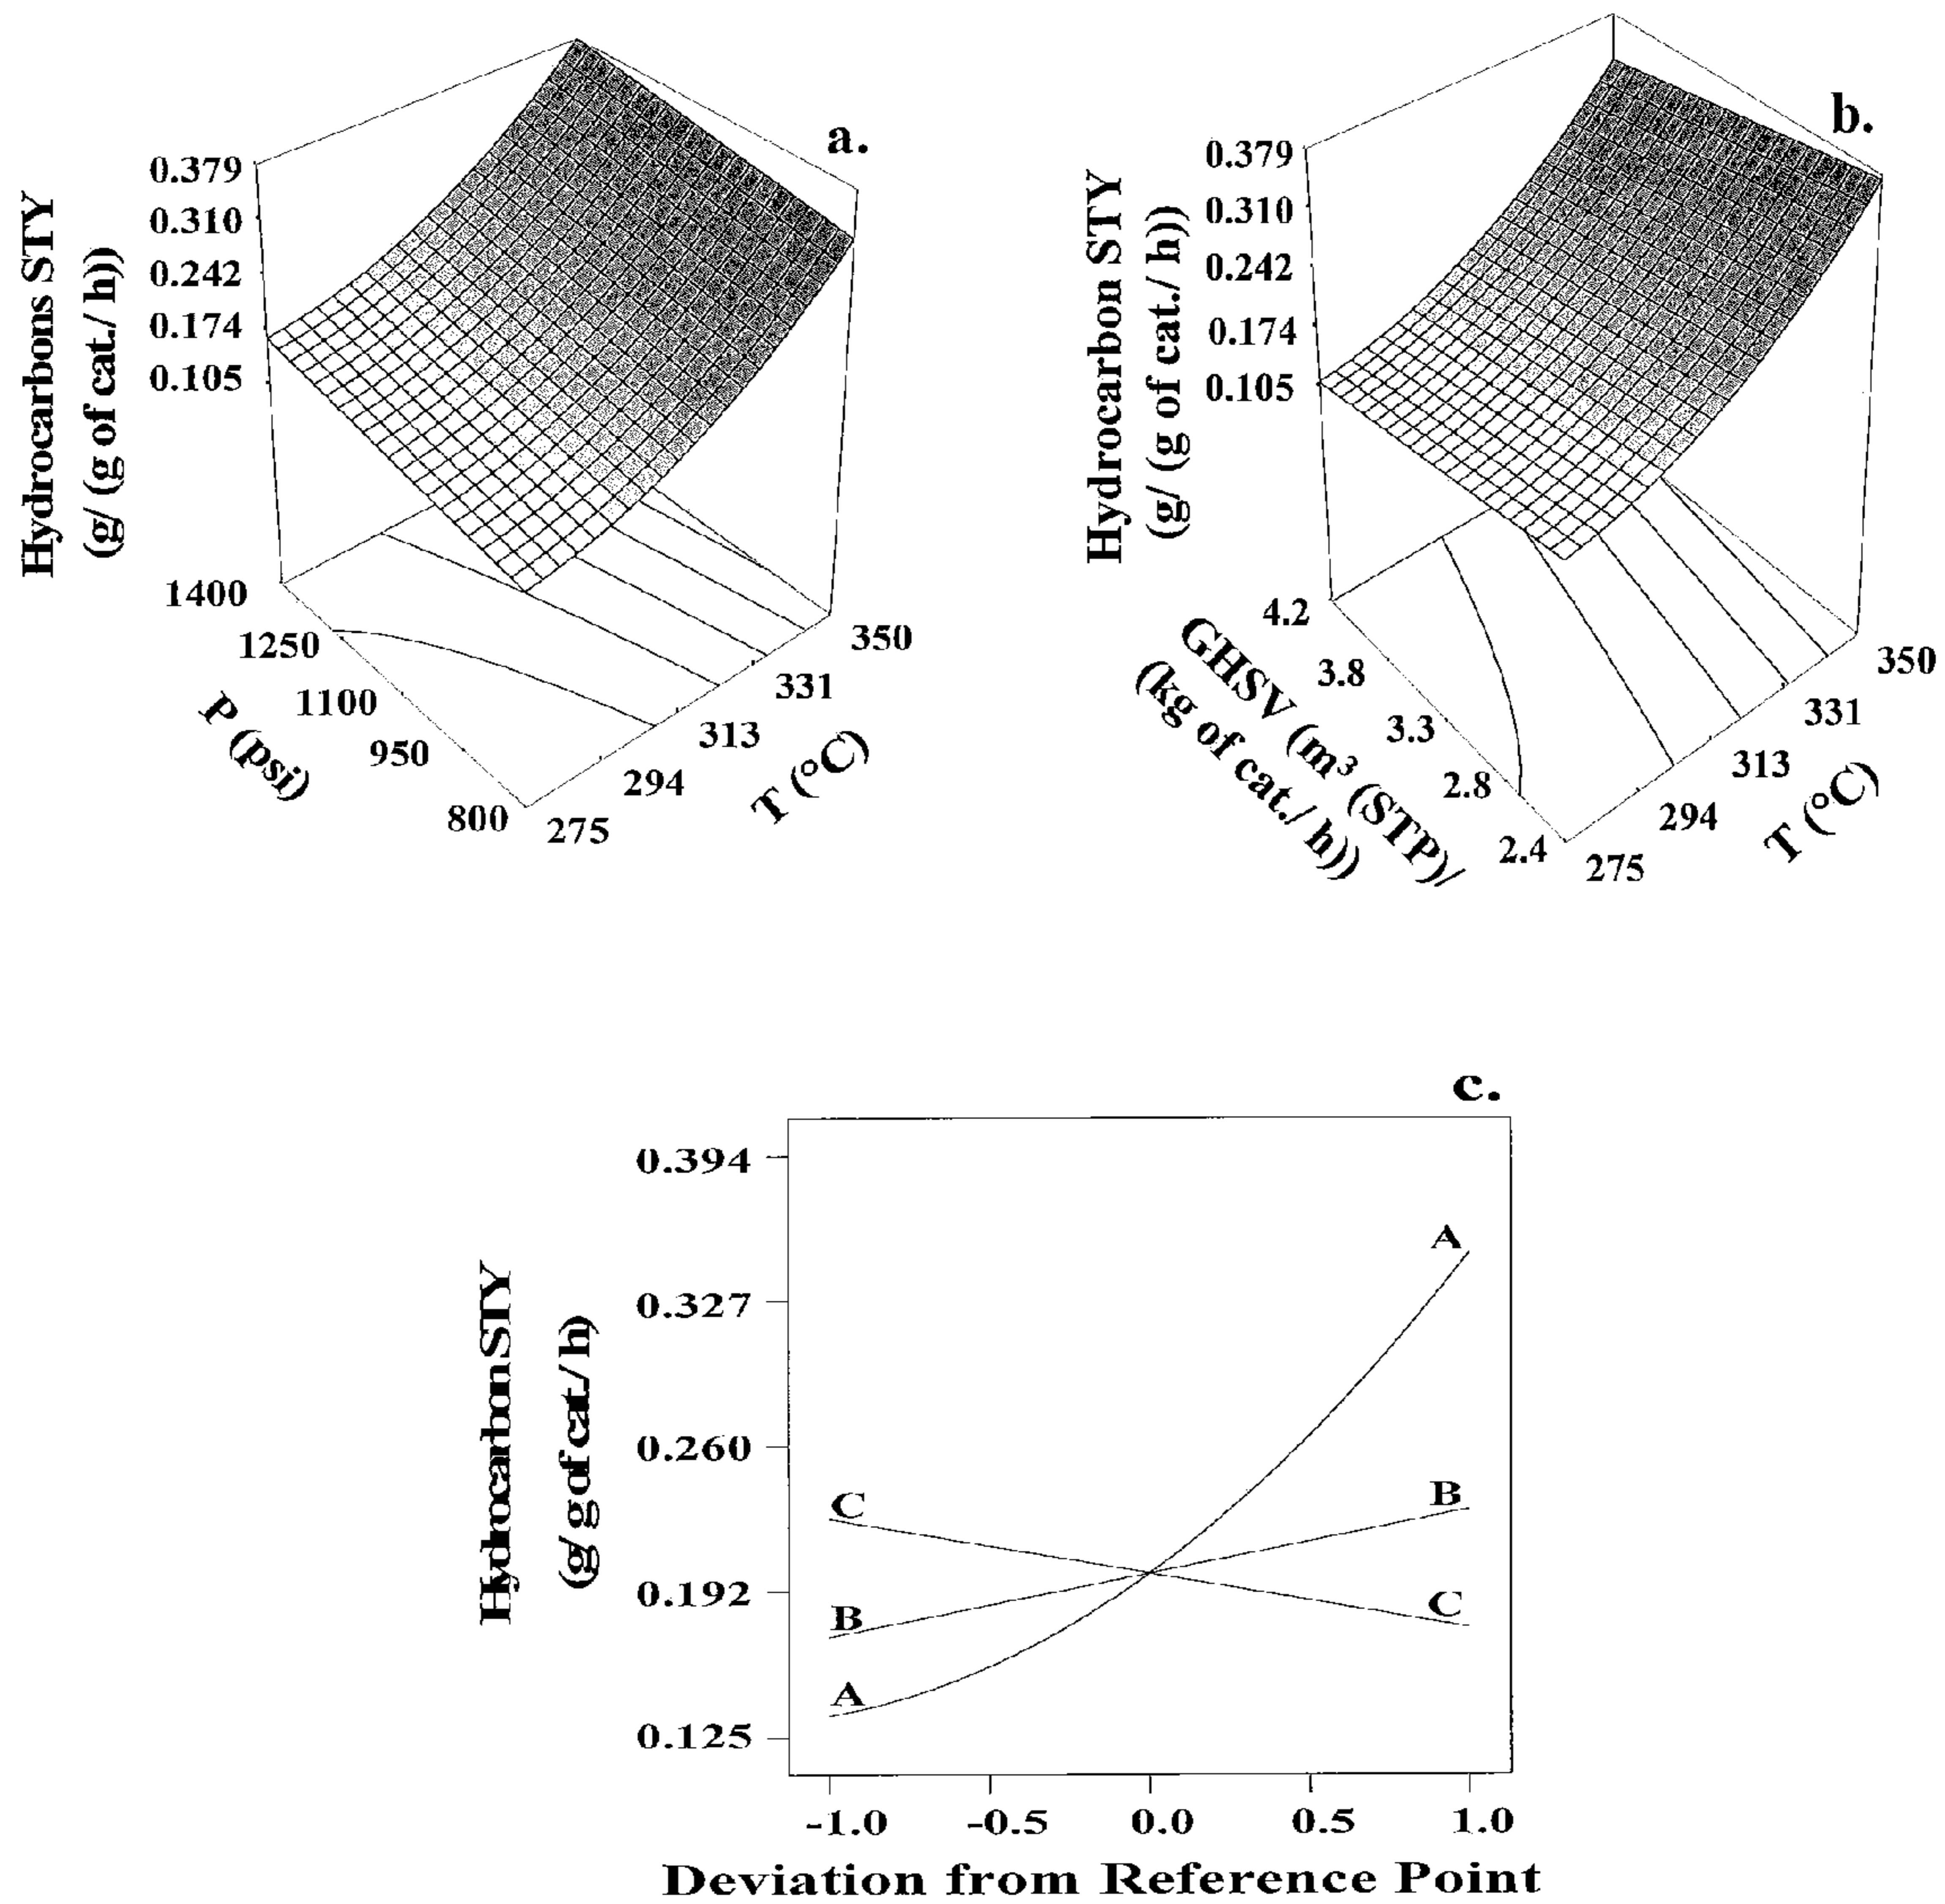 a.
Hydrocarbons STY
(g/ (g of cat./ h))
0.379
0.310
0.242
0.174
0.105
1400
1250
1100
950
800
P (psi)
275
294
313
331
350
T (°C)
b.
Hydrocarbon STY
(g/ (g of cat./ h))
0.379
0.310
0.242
0.174
0.105
4.2
3.8
3.3
2.8
2.4
GHSV (m³ (STP)/
(kg of cat./ h))
275
294
313
331
350
T (°C)
c.
Hydrocarbon STY
(g/ g of cat./ h)
0.394
0.327
0.260
0.192
0.125
A
B
C
C
B
A
-1.0
-0.5
0.0
0.5
1.0
Deviation from Reference Point